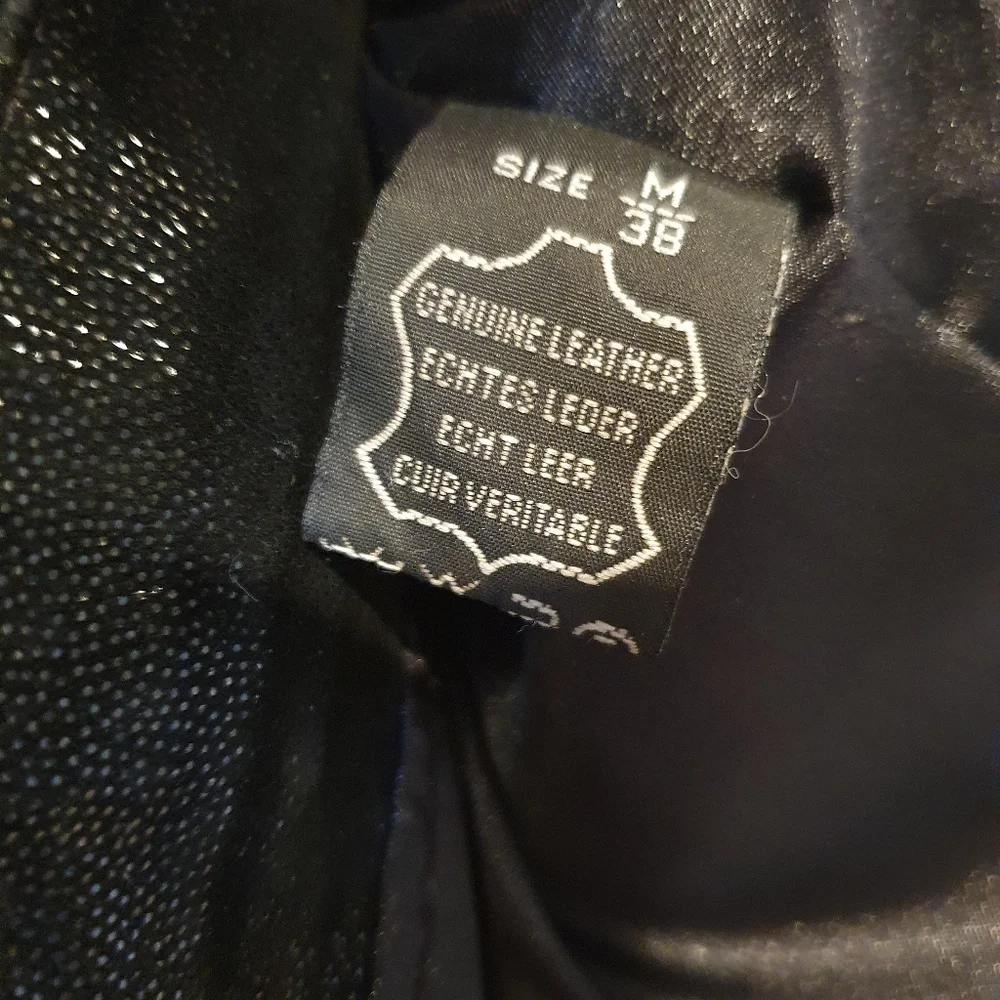 SIZE M
38
GENUINE LEATHER
ECHTES LEDER
ECHT LEER
CUIR VERITABLE